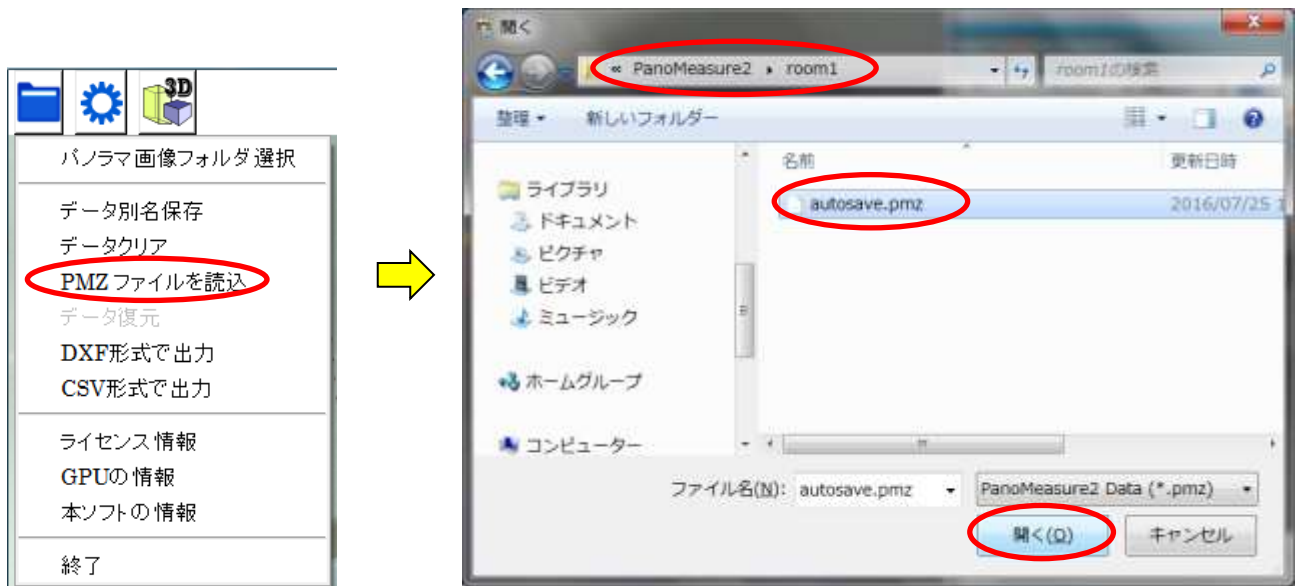 3D
パノラマ画像フォルダ選択
データ別名保存
データクリア
PMZ ファイルを読込
データ復元
DXF形式で出力
CSV形式で出力
ライセンス情報
GPUの情報
本ソフトの情報
終了
開く
« PanoMeasure2 ▸ room1
room1の検索
整理 新しいフォルダー
名前 更新日時
autosave.pmz 2016/07/25 1
ライブラリ
ドキュメント
ピクチャ
ビデオ
ミュージック
ホームグループ
コンピューター
ファイル名(N): autosave.pmz PanoMeasure2 Data (*.pmz)
開く(O) キャンセル